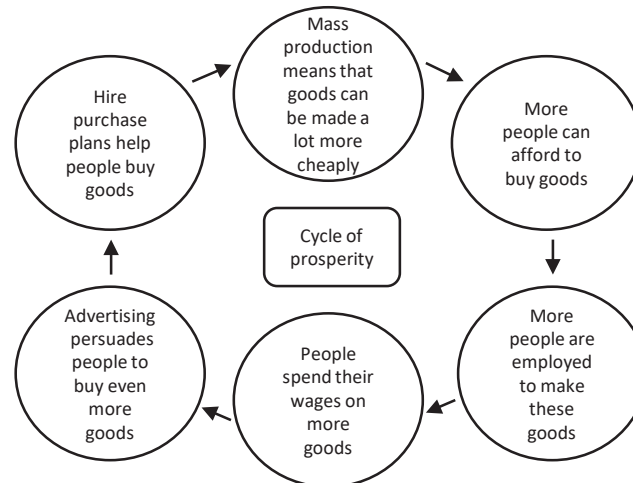 Mass
production
means that
goods can
be made a
lot more
cheaply
More
people can
afford to
buy goods
More
people are
employed
to make
these
goods
People
spend their
wages on
more
goods
Advertising
persuades
people to
buy even
more
goods
Hire
purchase
plans help
people buy
goods
Cycle of
prosperity